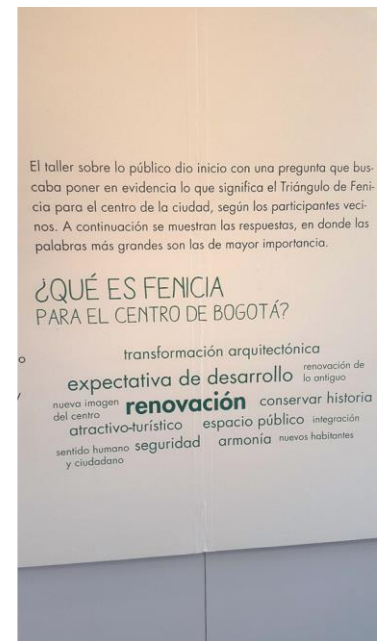 El taller sobre lo público dio inicio con una pregunta que bus-
caba poner en evidencia lo que significa el Triángulo de Feni-
cia para el centro de la ciudad, según los participantes veci-
nos. A continuación se muestran las respuestas, en donde las
palabras más grandes son las de mayor importancia.
¿QUÉ ES FENICIA
PARA EL CENTRO DE BOGOTÁ?
transformación arquitectónica
expectativa de desarrollo
renovación de
lo antiguo
nueva imagen
del centro
renovación
conservar historia
atractivo-turístico
espacio público
integración
sentido humano
y ciudadano
seguridad
armonía
nuevos habitantes